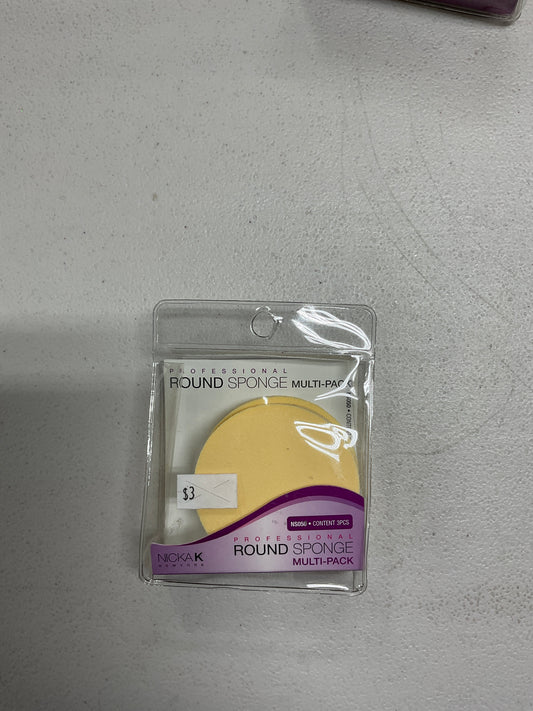 PROFESSIONAL
ROUND SPONGE MULTI-PACK
$3
NS050 • CONTENT 3PCS
PROFESSIONAL
ROUND SPONGE
MULTI-PACK
NICKA K
NEW YORK